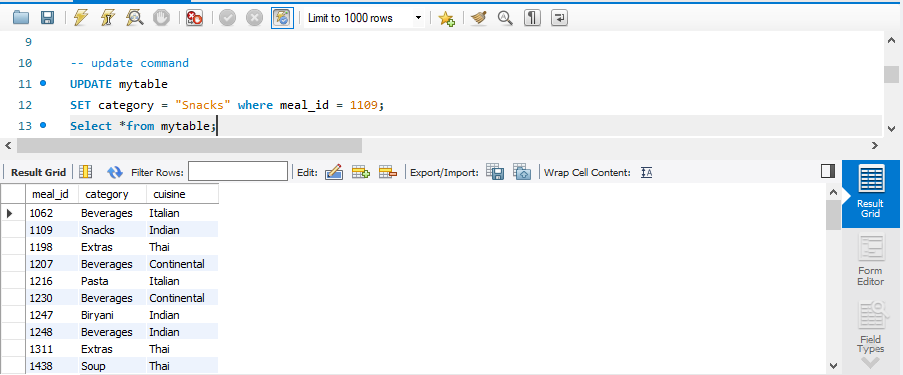 Limit to 1000 rows
9
10 -- update command
11 UPDATE mytable
12 SET category = "Snacks" where meal_id = 1109;
13 Select *from mytable;
Result Grid Filter Rows: Edit: Export/Import: Wrap Cell Content:
meal_id category cuisine
1062 Beverages Italian
1109 Snacks Indian
1198 Extras Thai
1207 Beverages Continental
1216 Pasta Italian
1230 Beverages Continental
1247 Biryani Indian
1248 Beverages Indian
1311 Extras Thai
1438 Soup Thai
Result
Grid
Form
Editor
Field
Types